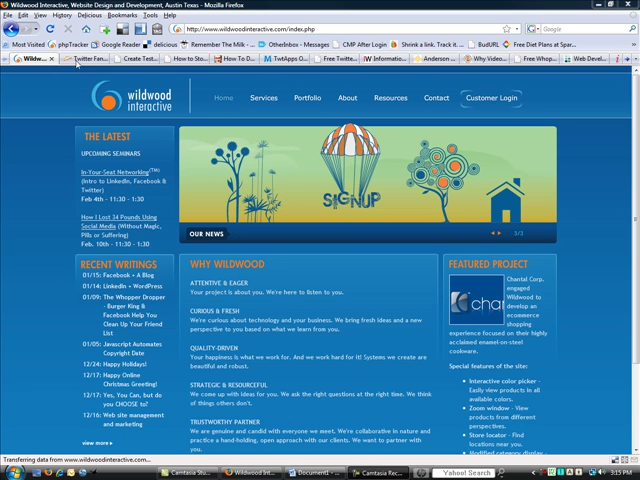 Wildwood Interactive, Website Design and Development, Austin Texas - Mozilla Firefox
File Edit View History Delicious Bookmarks Tools Help
http://www.wildwoodinteractive.com/index.php
Most Visited phpTracker Google Reader delicious Remember The Milk - ... Other Bookmarks CMP After Login Shrink a link. Track it. ... BudURL Free Diet Plans at Spar...
Wildw... Twitter Fan... Create Test... How to Sto... How To D... TwtApps O... Free Twitte... Informatio... Anderson ... Why Video... Free Whop... Web Devel...
wildwood
interactive
Home Services Portfolio About Resources Contact Customer Login
THE LATEST
UPCOMING SEMINARS
In-Your-Seat Networking(TM)
(Intro to LinkedIn, Facebook &
Twitter)
Feb 4th - 11:30 - 1:30
How I Lost 34 Pounds Using
Social Media (Without Magic,
Pills or Suffering)
Feb. 10th - 11:30 - 3:30
SIGNUP
OUR NEWS
3/3
RECENT WRITINGS
01/15: Facebook + A Blog
01/14: LinkedIn + WordPress
01/09: The Whopper Dropper
- Burger King &
Facebook Help You
Clean Up Your Friend
List
01/05: Javascript Automates
Copyright Date
12/24: Happy Holidays!
12/17: Happy Online
Christmas Greeting!
12/17: Yes, You Can, but do
you CHOOSE to?
12/16: Web site management
and marketing
view more
WHY WILDWOOD
ATTENTIVE & EAGER
Your project is about you. We're here to listen to you.
CURIOUS & FRESH
We're curious about technology and your business. We bring fresh ideas and a new
perspective to you based on what we learn from you.
QUALITY-DRIVEN
Your happiness is what we work for. And we work hard for it! Systems we create are
beautiful and robust.
STRATEGIC & RESOURCEFUL
We come up with ideas for you. We ask the right questions at the right time. We think
of things others don't.
TRUSTWORTHY PARTNER
We are genuine and candid with everyone we meet. We're collaborative in nature and
practice a hand-holding, open approach with our clients. We want to partner with
you.
FEATURED PROJECT
chan
Chantal Corp.
engaged
Wildwood to
develop an
ecommerce
shopping
experience focused on their highly
acclaimed enamel-on-steel
cookware.
Special features of the site:
Interactive color picker -
Easily view products in all
available colors.
Zoom window - View
products from different
perspectives.
Store locator - Find
locations near you.
Modified category display -
Transferring data from www.wildwoodinteractive.com...
Start Camtasia Stu... Wildwood Int... Document1 - ... Camtasia Rec... Yahoo! Search 3:15 PM